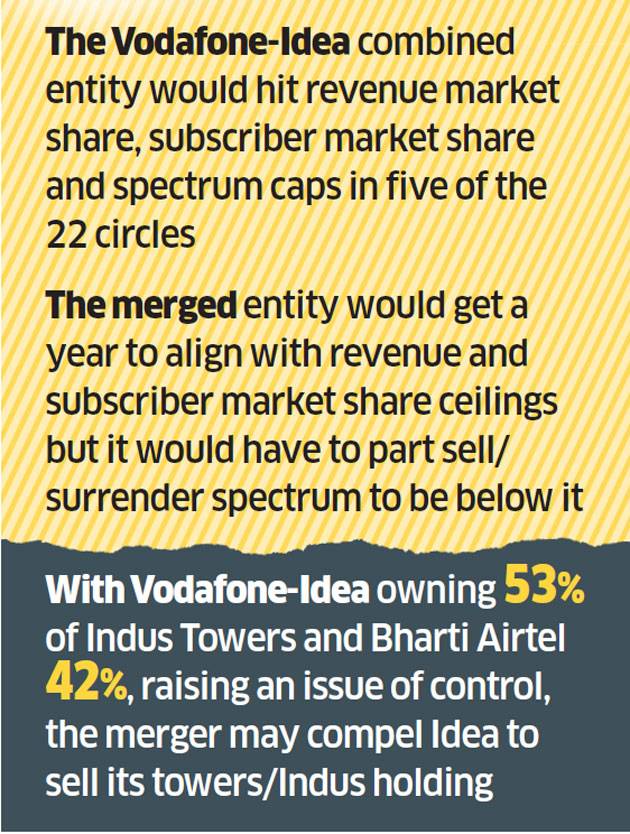 The Vodafone-Idea combined
entity would hit revenue market
share, subscriber market share
and spectrum caps in five of the
22 circles
The merged entity would get a
year to align with revenue and
subscriber market share ceilings
but it would have to part sell/
surrender spectrum to be below it
With Vodafone-Idea owning 53%
of Indus Towers and Bharti Airtel
42%, raising an issue of control,
the merger may compel Idea to
sell its towers/Indus holding